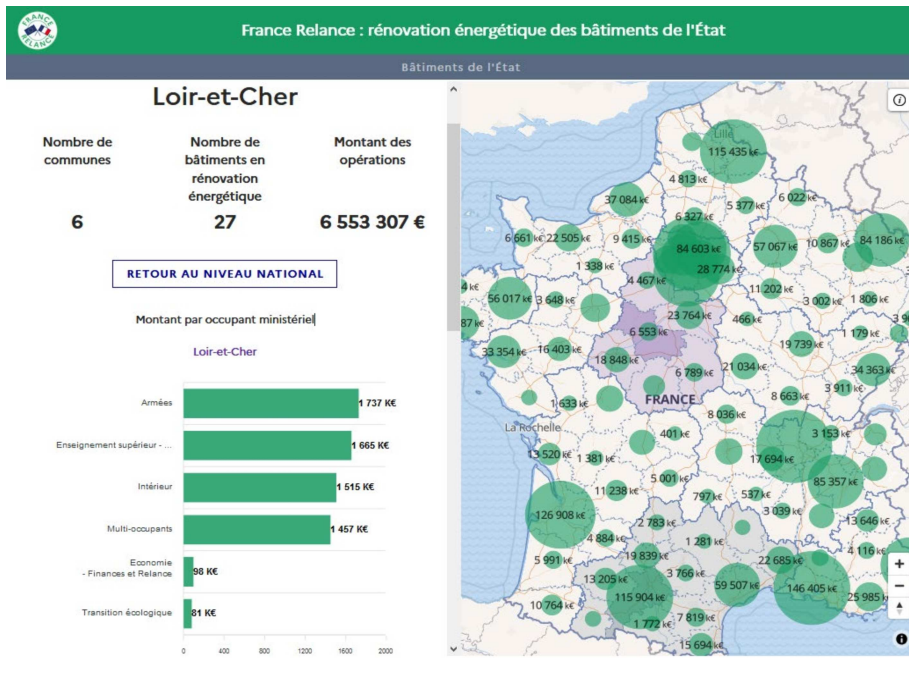 FRANCE
RELANCE
France Relance : rénovation énergétique des bâtiments de l'État
Bâtiments de l'État
Loir-et-Cher
Nombre de
communes
6
Nombre de
bâtiments en
rénovation
énergétique
27
Montant des
opérations
6 553 307 €
RETOUR AU NIVEAU NATIONAL
Montant par occupant ministériel
Loir-et-Cher
Armées
1 737 K€
Enseignement supérieur - ...
1 665 K€
Intérieur
1 515 K€
Multi-occupants
1 457 K€
Economie
- Finances et Relance
98 K€
Transition écologique
81 K€
0 400 800 1200 1600 2000
Lille
115 435 k€
4 813 k€
37 084 k€
5 377 k€
6 022 k€
6 327 k€
6 661 k€
22 505 k€
9 415 k€
84 603 k€
57 067 k€
10 867 k€
84 186 k€
1 338 k€
28 774 k€
4 k€
4 467 k€
11 202 k€
56 017 k€
3 648 k€
3 002 k€
1 806 k€
87 k€
23 764 k€
466 k€
6 553 k€
1 179 k€
33 354 k€
16 403 k€
19 739 k€
18 848 k€
6 789 k€
21 034 k€
34 363 k€
3 911 k€
8 663 k€
FRANCE
1 633 k€
8 036 k€
La Rochelle
401 k€
3 153 k€
13 520 k€
1 381 k€
17 694 k€
5 001 k€
85 357 k€
11 238 k€
797 k€
537 k€
3 039 k€
126 908 k€
2 783 k€
13 646 k€
4 884 k€
1 281 k€
4 116 k€
5 991 k€
19 839 k€
22 685 k€
3 766 k€
13 205 k€
59 507 k€
146 405 k€
115 904 k€
25 985 k
10 764 k€
1 772 k€
7 819 k€
15 694 k€